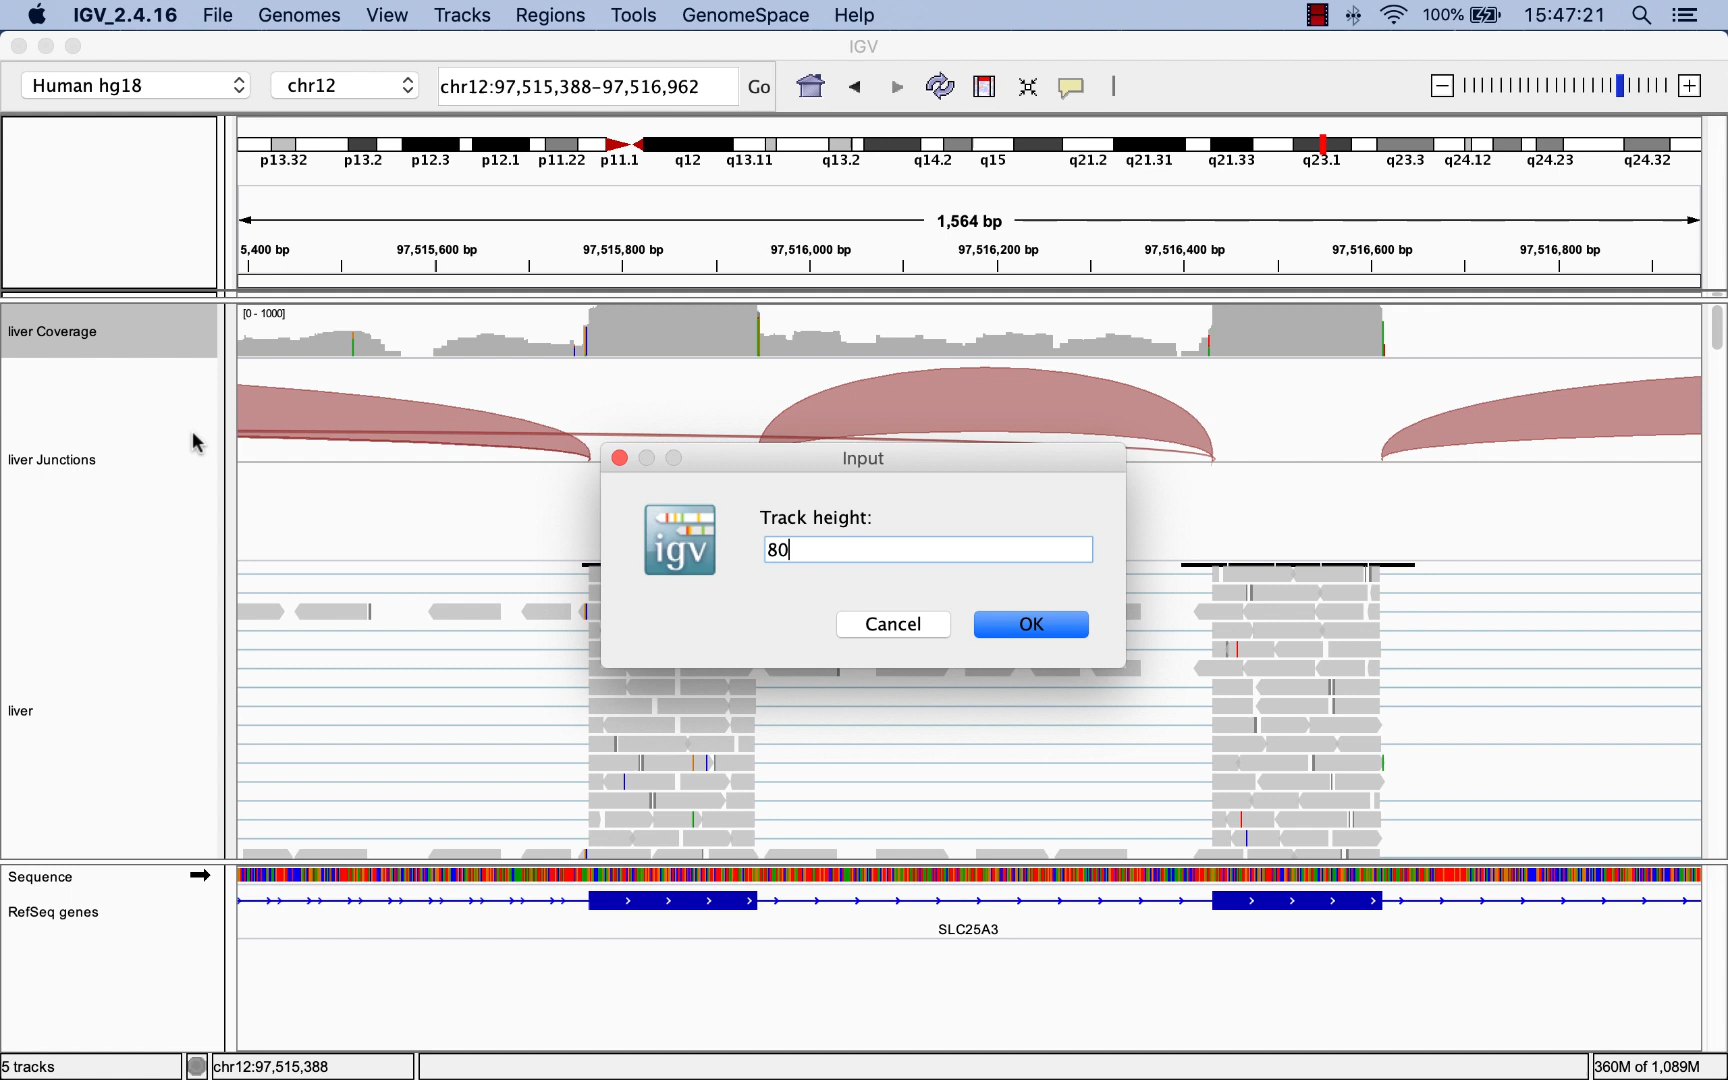 IGV_2.4.16 File Genomes View Tracks Regions Tools GenomeSpace Help 100% 15:47:21
IGV
Human hg18 chr12 chr12:97,515,388-97,516,962 Go
p13.32 p13.2 p12.3 p12.1 p11.22 p11.1 q12 q13.11 q13.2 q14.2 q15 q21.2 q21.31 q21.33 q23.1 q23.3 q24.12 q24.23 q24.32
1,564 bp
5,400 bp 97,515,600 bp 97,515,800 bp 97,516,000 bp 97,516,200 bp 97,516,400 bp 97,516,600 bp 97,516,800 bp
[0 - 1000]
liver Coverage
liver Junctions
Input
Track height:
igv
80
Cancel OK
liver
Sequence
RefSeq genes
SLC25A3
5 tracks chr12:97,515,388 360M of 1,089M